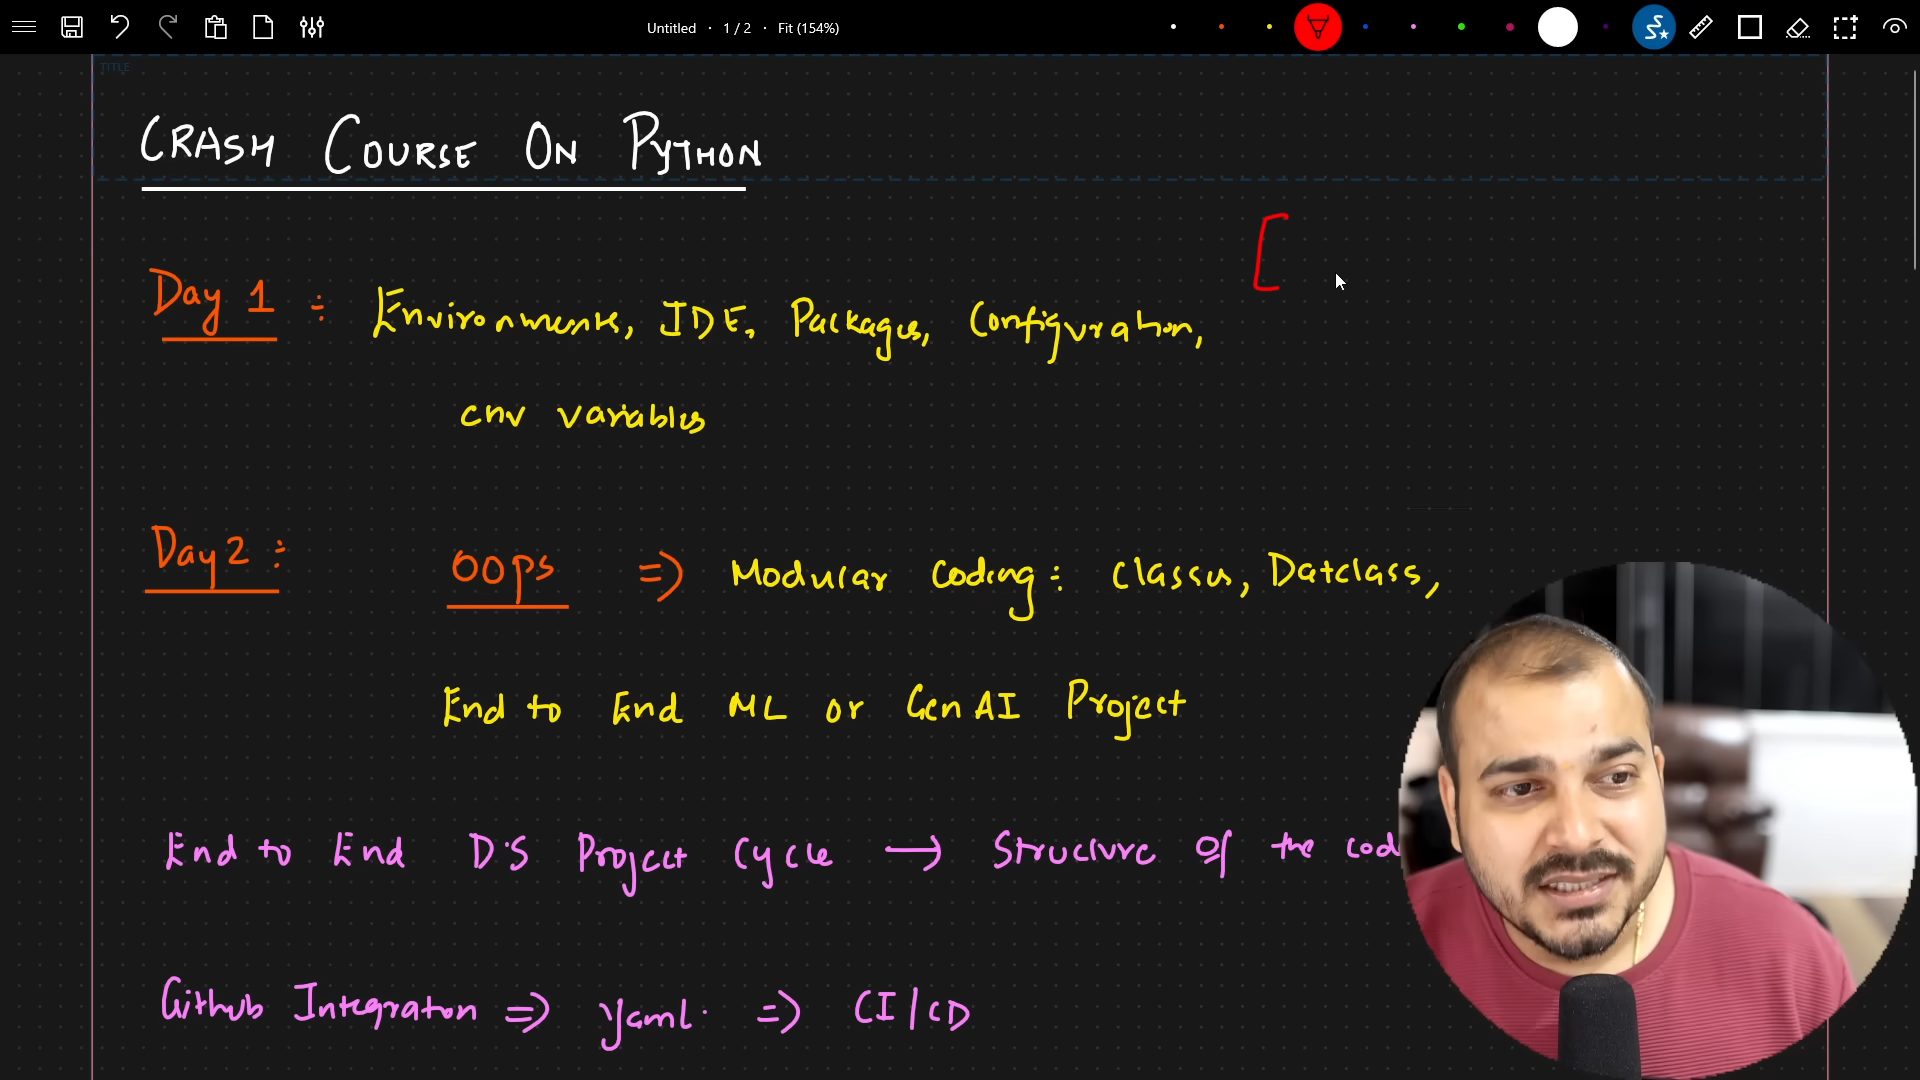 Untitled · 1 / 2 · Fit (154%)
TITLE
CRASH COURSE ON PYTHON
Day 1 : Environments, IDE, Packages, Configuration,
env variables
Day 2 : OOps => Modular Coding : Classes, Datclass,
End to End ML or Gen AI Project
End to End D.S Project Cycle → Structure of the cod
Github Integration => yaml. => CI/CD